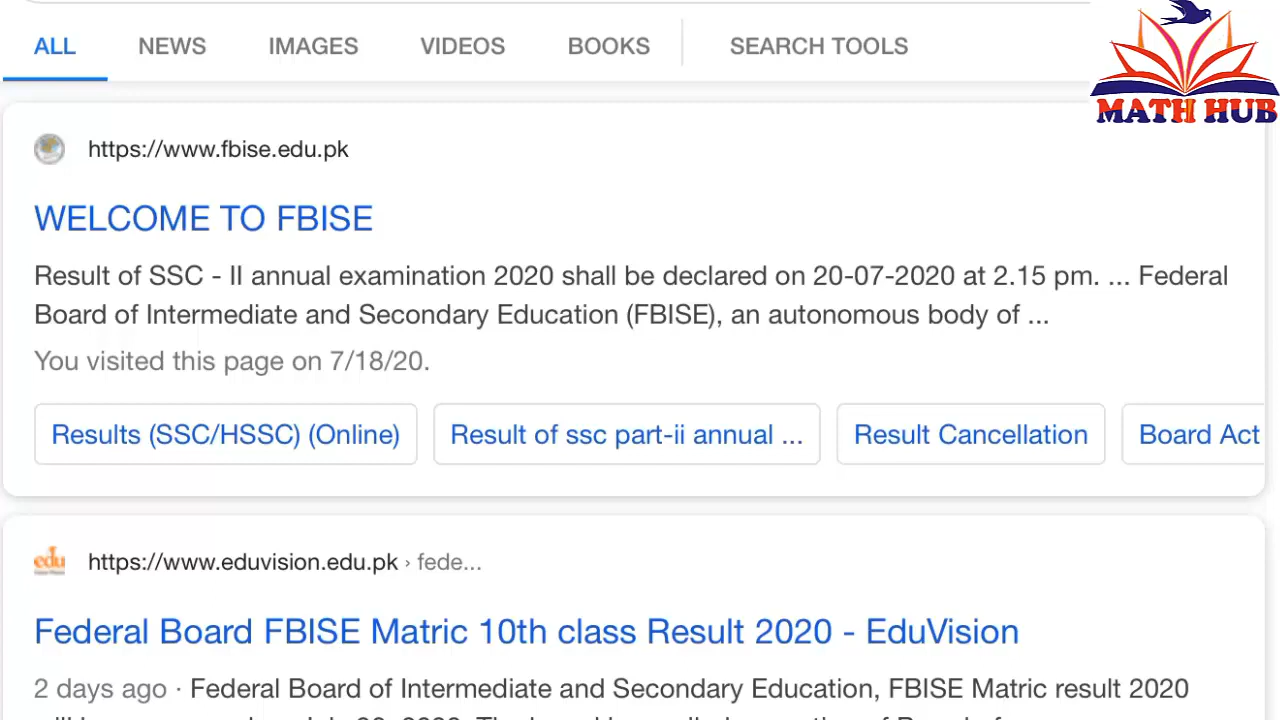 ALL NEWS IMAGES VIDEOS BOOKS SEARCH TOOLS
MATH HUB
https://www.fbise.edu.pk
WELCOME TO FBISE
Result of SSC - II annual examination 2020 shall be declared on 20-07-2020 at 2.15 pm. ... Federal
Board of Intermediate and Secondary Education (FBISE), an autonomous body of ...
You visited this page on 7/18/20.
Results (SSC/HSSC) (Online) Result of ssc part-ii annual ... Result Cancellation Board Act
edu
https://www.eduvision.edu.pk › fede...
Federal Board FBISE Matric 10th class Result 2020 - EduVision
2 days ago · Federal Board of Intermediate and Secondary Education, FBISE Matric result 2020